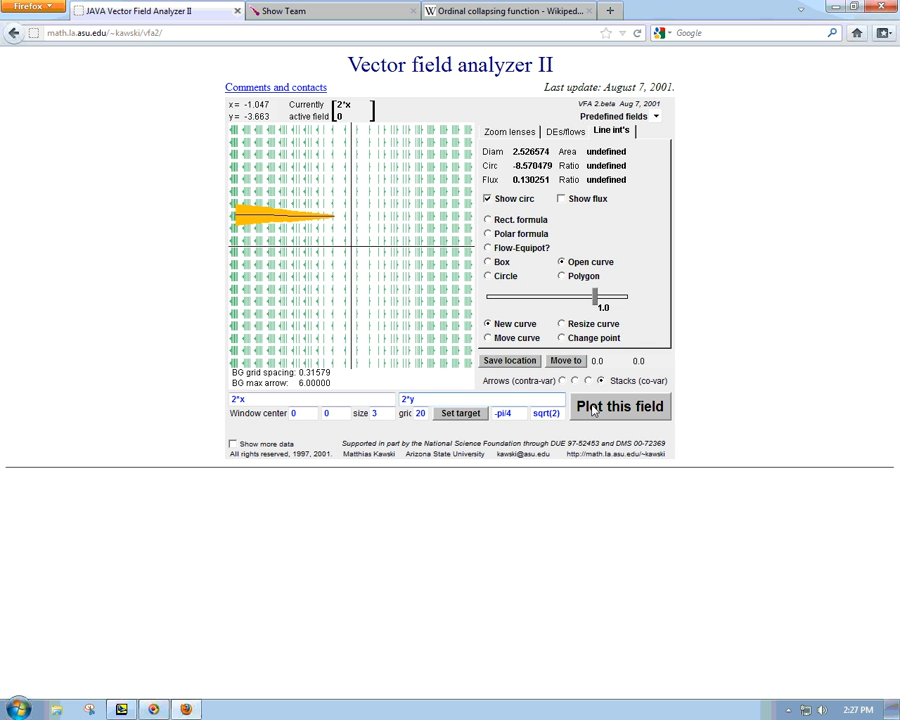 Firefox
JAVA Vector Field Analyzer II
Show Team
Ordinal collapsing function - Wikiped...
math.la.asu.edu/~kawski/vfa2/
Google
Vector field analyzer II
Comments and contacts
Last update: August 7, 2001.
x = -1.047
y = -3.663
Currently
active field
2*x
0
VFA 2.beta Aug 7, 2001
Predefined fields
Zoom lenses
DEs/flows
Line int's
Diam 2.526574 Area undefined
Circ -8.570479 Ratio undefined
Flux 0.130251 Ratio undefined
Show circ Show flux
Rect. formula
Polar formula
Flow-Equipot?
Box Open curve
Circle Polygon
1.0
New curve Resize curve
Move curve Change point
Save location Move to 0.0 0.0
BG grid spacing: 0.31579
BG max arrow: 6.00000
Arrows (contra-var) Stacks (co-var)
2*x 2*y
Window center 0 0 size 3 gric 20 Set target -pi/4 sqrt(2)
Plot this field
Show more data
Supported in part by the National Science Foundation through DUE 97-52453 and DMS 00-72369
All rights reserved, 1997, 2001. Matthias Kawski Arizona State University kawski@asu.edu http://math.la.asu.edu/~kawski
2:27 PM